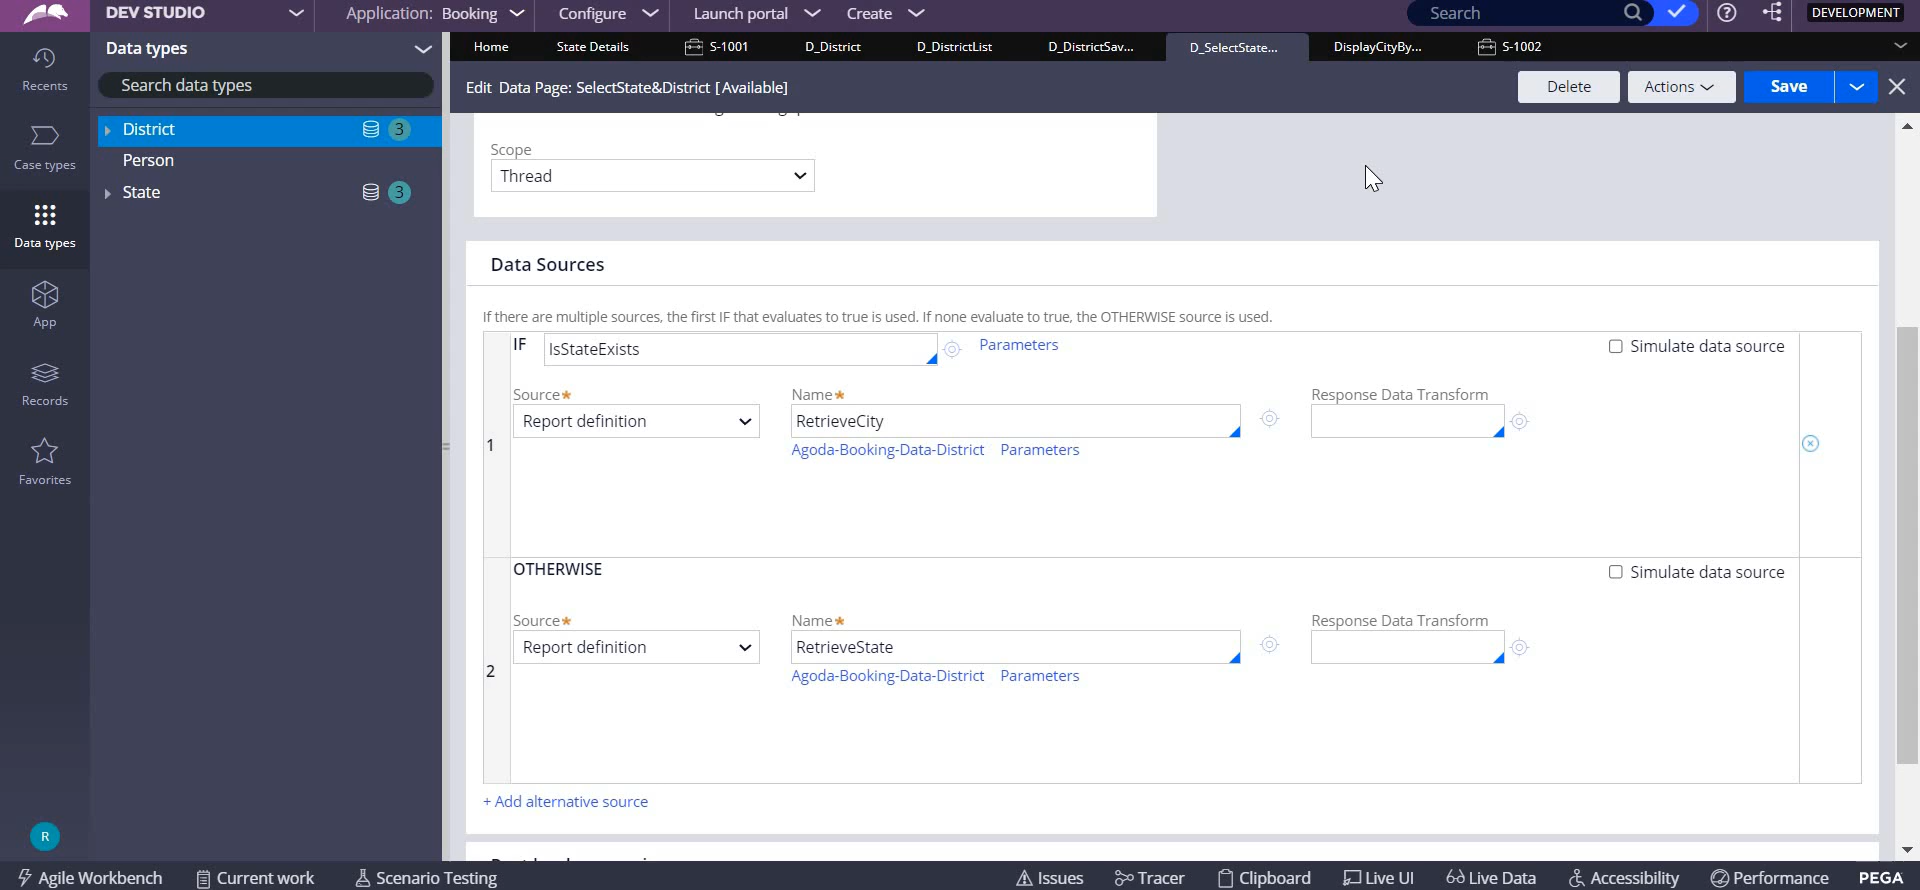 DEV STUDIO
Application: Booking
Configure
Launch portal
Create
Search
DEVELOPMENT
Recents
Case types
Data types
App
Records
Favorites
R
Data types
Search data types
District 3
Person
State 3
Home
State Details
S-1001
D_District
D_DistrictList
D_DistrictSav...
D_SelectState...
DisplayCityBy...
S-1002
Edit Data Page: SelectState&District [Available]
Delete
Actions
Save
Scope
Thread
Data Sources
If there are multiple sources, the first IF that evaluates to true is used. If none evaluate to true, the OTHERWISE source is used.
IF IsStateExists Parameters Simulate data source
Source* Name* Response Data Transform
Report definition RetrieveCity
1
Agoda-Booking-Data-District Parameters
OTHERWISE Simulate data source
Source* Name* Response Data Transform
Report definition RetrieveState
2
Agoda-Booking-Data-District Parameters
+ Add alternative source
Agile Workbench
Current work
Scenario Testing
Issues
Tracer
Clipboard
Live UI
Live Data
Accessibility
Performance
PEGA